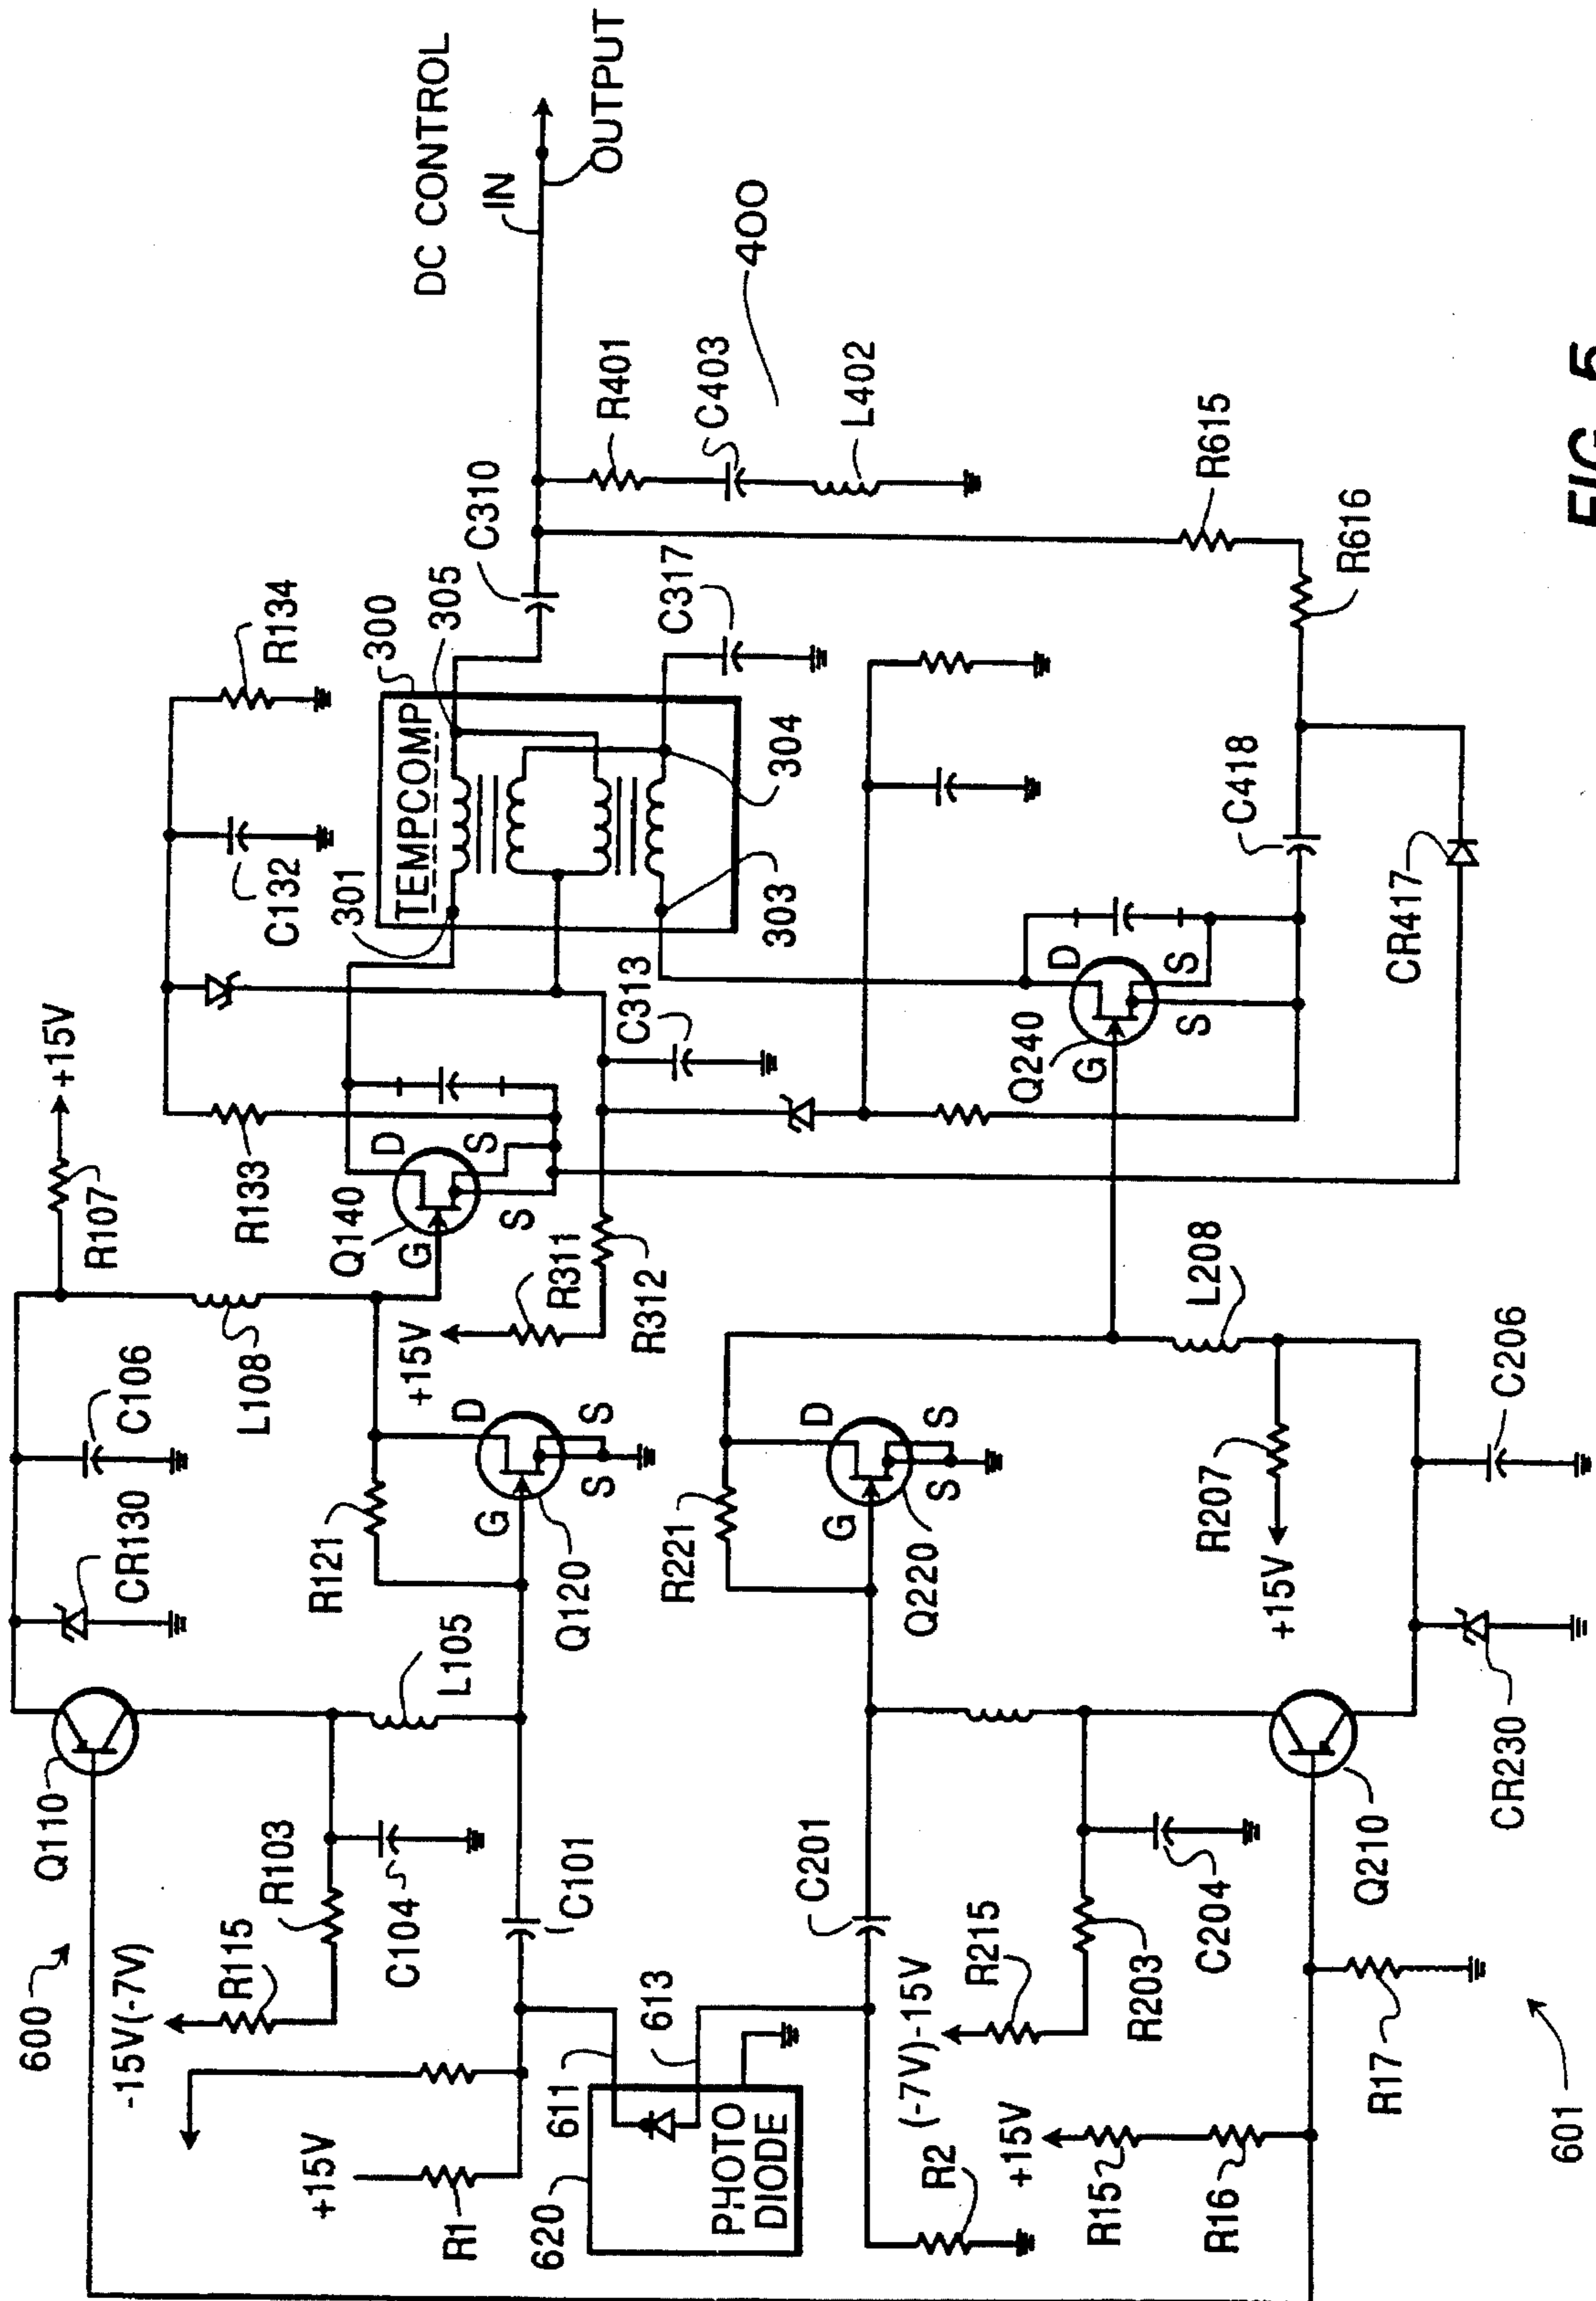 600
Q110
-15V(-7V)
R115
R103
C104
+15V
R1
611
620
PHOTO
DIODE
613
C101
L105
CR130
C106
R121
G
D
S
S
Q120
L108
R107
+15V
Q140
G
D
S
S
R133
C132
R134
301
TEMPCOMP
300
305
303
304
C310
C317
C313
+15V
R311
R312
DC CONTROL
IN
OUTPUT
R401
C403
L402
400
R615
R616
C418
CR417
Q240
G
D
S
S
C201
R221
G
D
S
S
Q220
L208
R207
+15V
C206
CR230
Q210
R2
(-7V)-15V
R215
R203
C204
+15V
R15
R16
R17
601
FIG. 5